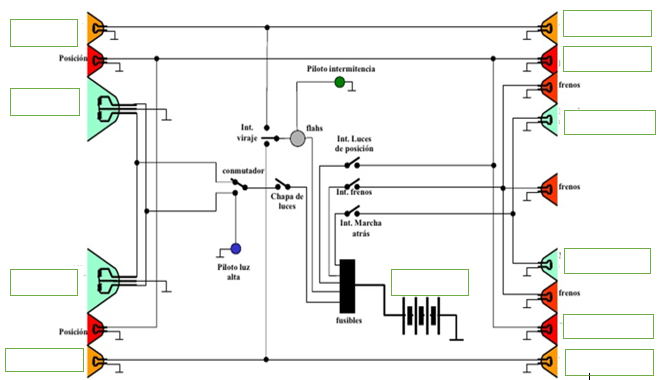 Posición
Piloto intermitencia
frenos
Int.
viraje
flahs
Int. Luces
de posición
conmutador
Chapa de
luces
Int. frenos
frenos
Int. Marcha
atrás
Piloto luz
alta
frenos
fusibles
Posición